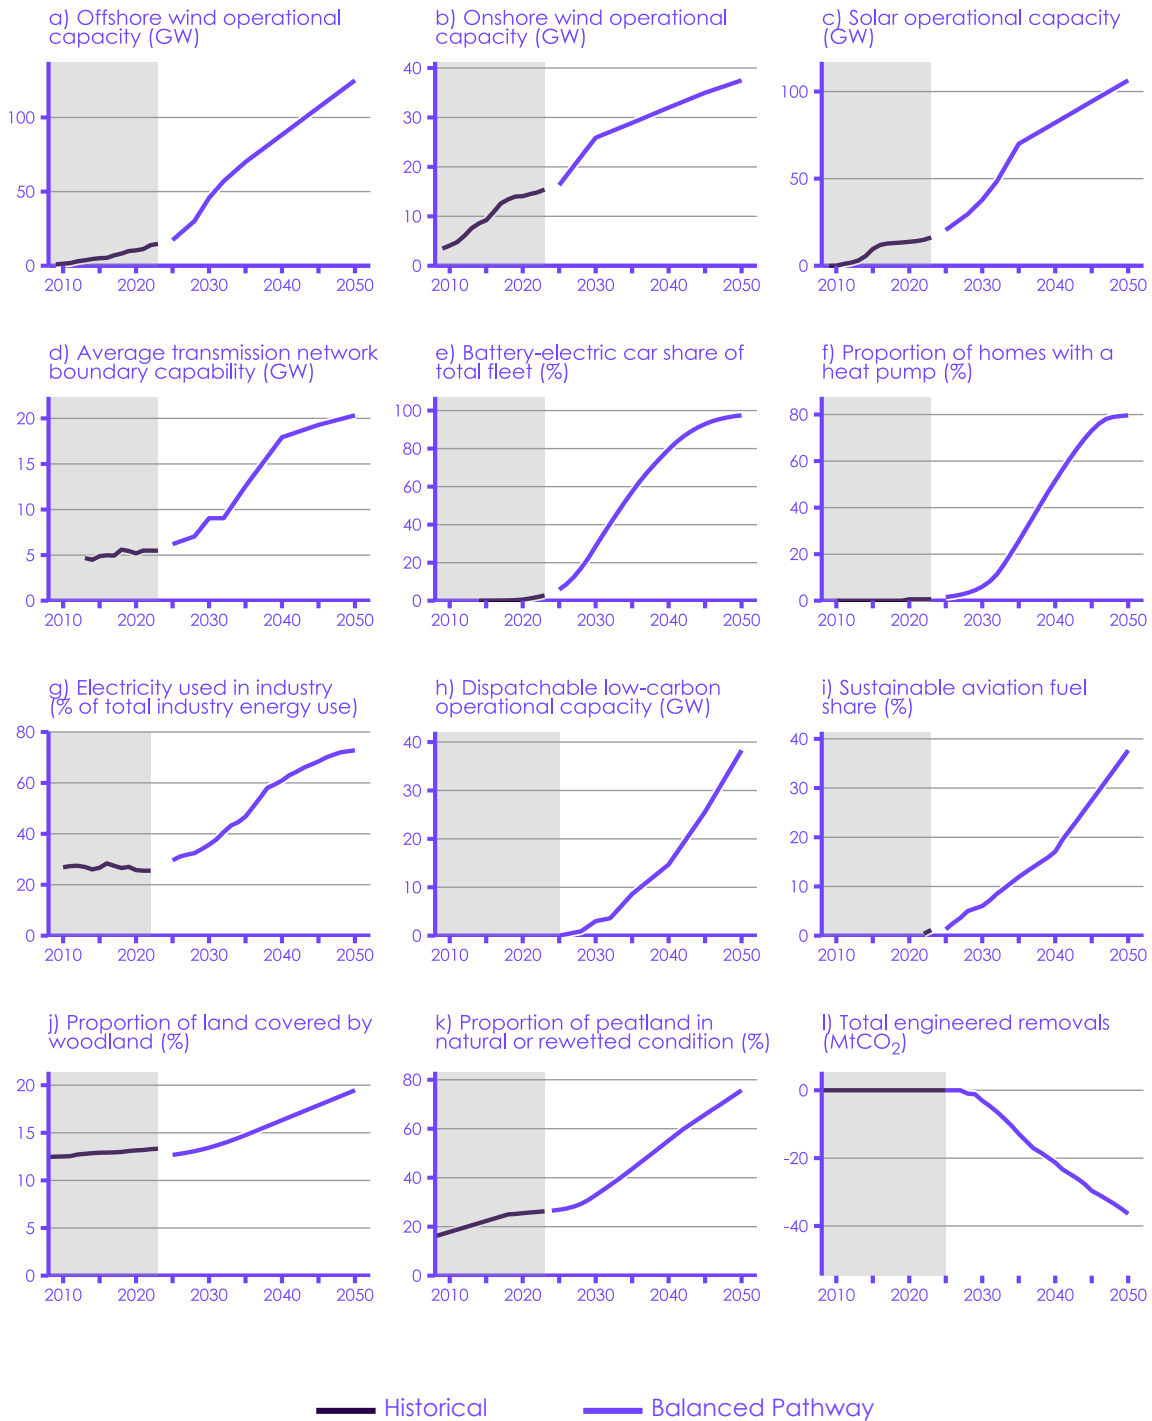 a) Offshore wind operational
capacity (GW)
100
50
0
2010 2020 2030 2040 2050
b) Onshore wind operational
capacity (GW)
40
30
20
10
0
2010 2020 2030 2040 2050
c) Solar operational capacity
(GW)
100
50
0
2010 2020 2030 2040 2050
d) Average transmission network
boundary capability (GW)
20
15
10
5
0
2010 2020 2030 2040 2050
e) Battery-electric car share of
total fleet (%)
100
80
60
40
20
0
2010 2020 2030 2040 2050
f) Proportion of homes with a
heat pump (%)
80
60
40
20
0
2010 2020 2030 2040 2050
g) Electricity used in industry
(% of total industry energy use)
80
60
40
20
0
2010 2020 2030 2040 2050
h) Dispatchable low-carbon
operational capacity (GW)
40
30
20
10
0
2010 2020 2030 2040 2050
i) Sustainable aviation fuel
share (%)
40
30
20
10
0
2010 2020 2030 2040 2050
j) Proportion of land covered by
woodland (%)
20
15
10
5
0
2010 2020 2030 2040 2050
k) Proportion of peatland in
natural or rewetted condition (%)
80
60
40
20
0
2010 2020 2030 2040 2050
l) Total engineered removals
(MtCO₂)
0
-20
-40
2010 2020 2030 2040 2050
Historical
Balanced Pathway